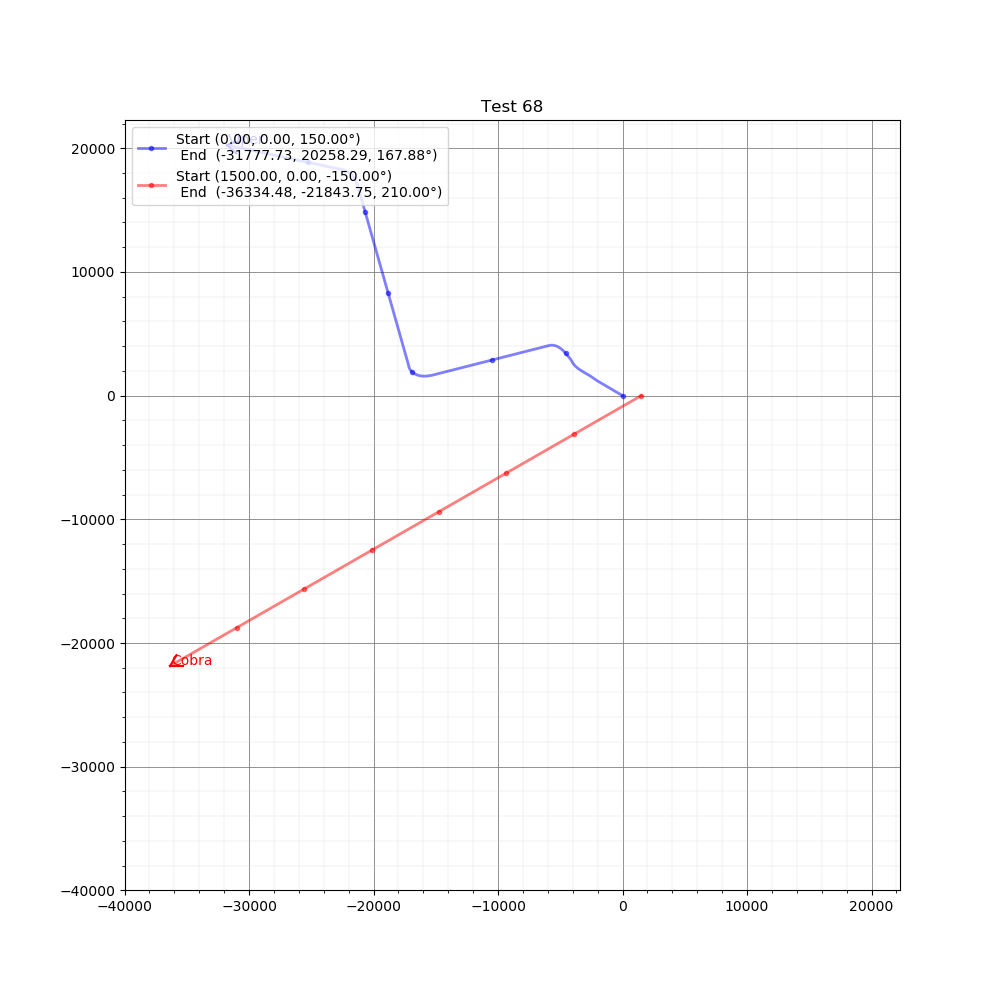 Test 68
Start (0.00, 0.00, 150.00°)
End  (-31777.73, 20258.29, 167.88°)
Start (1500.00, 0.00, -150.00°)
End  (-36334.48, -21843.75, 210.00°)
20000
10000
0
−10000
−20000
−30000
−40000
Cobra
−40000 −30000 −20000 −10000 0 10000 20000